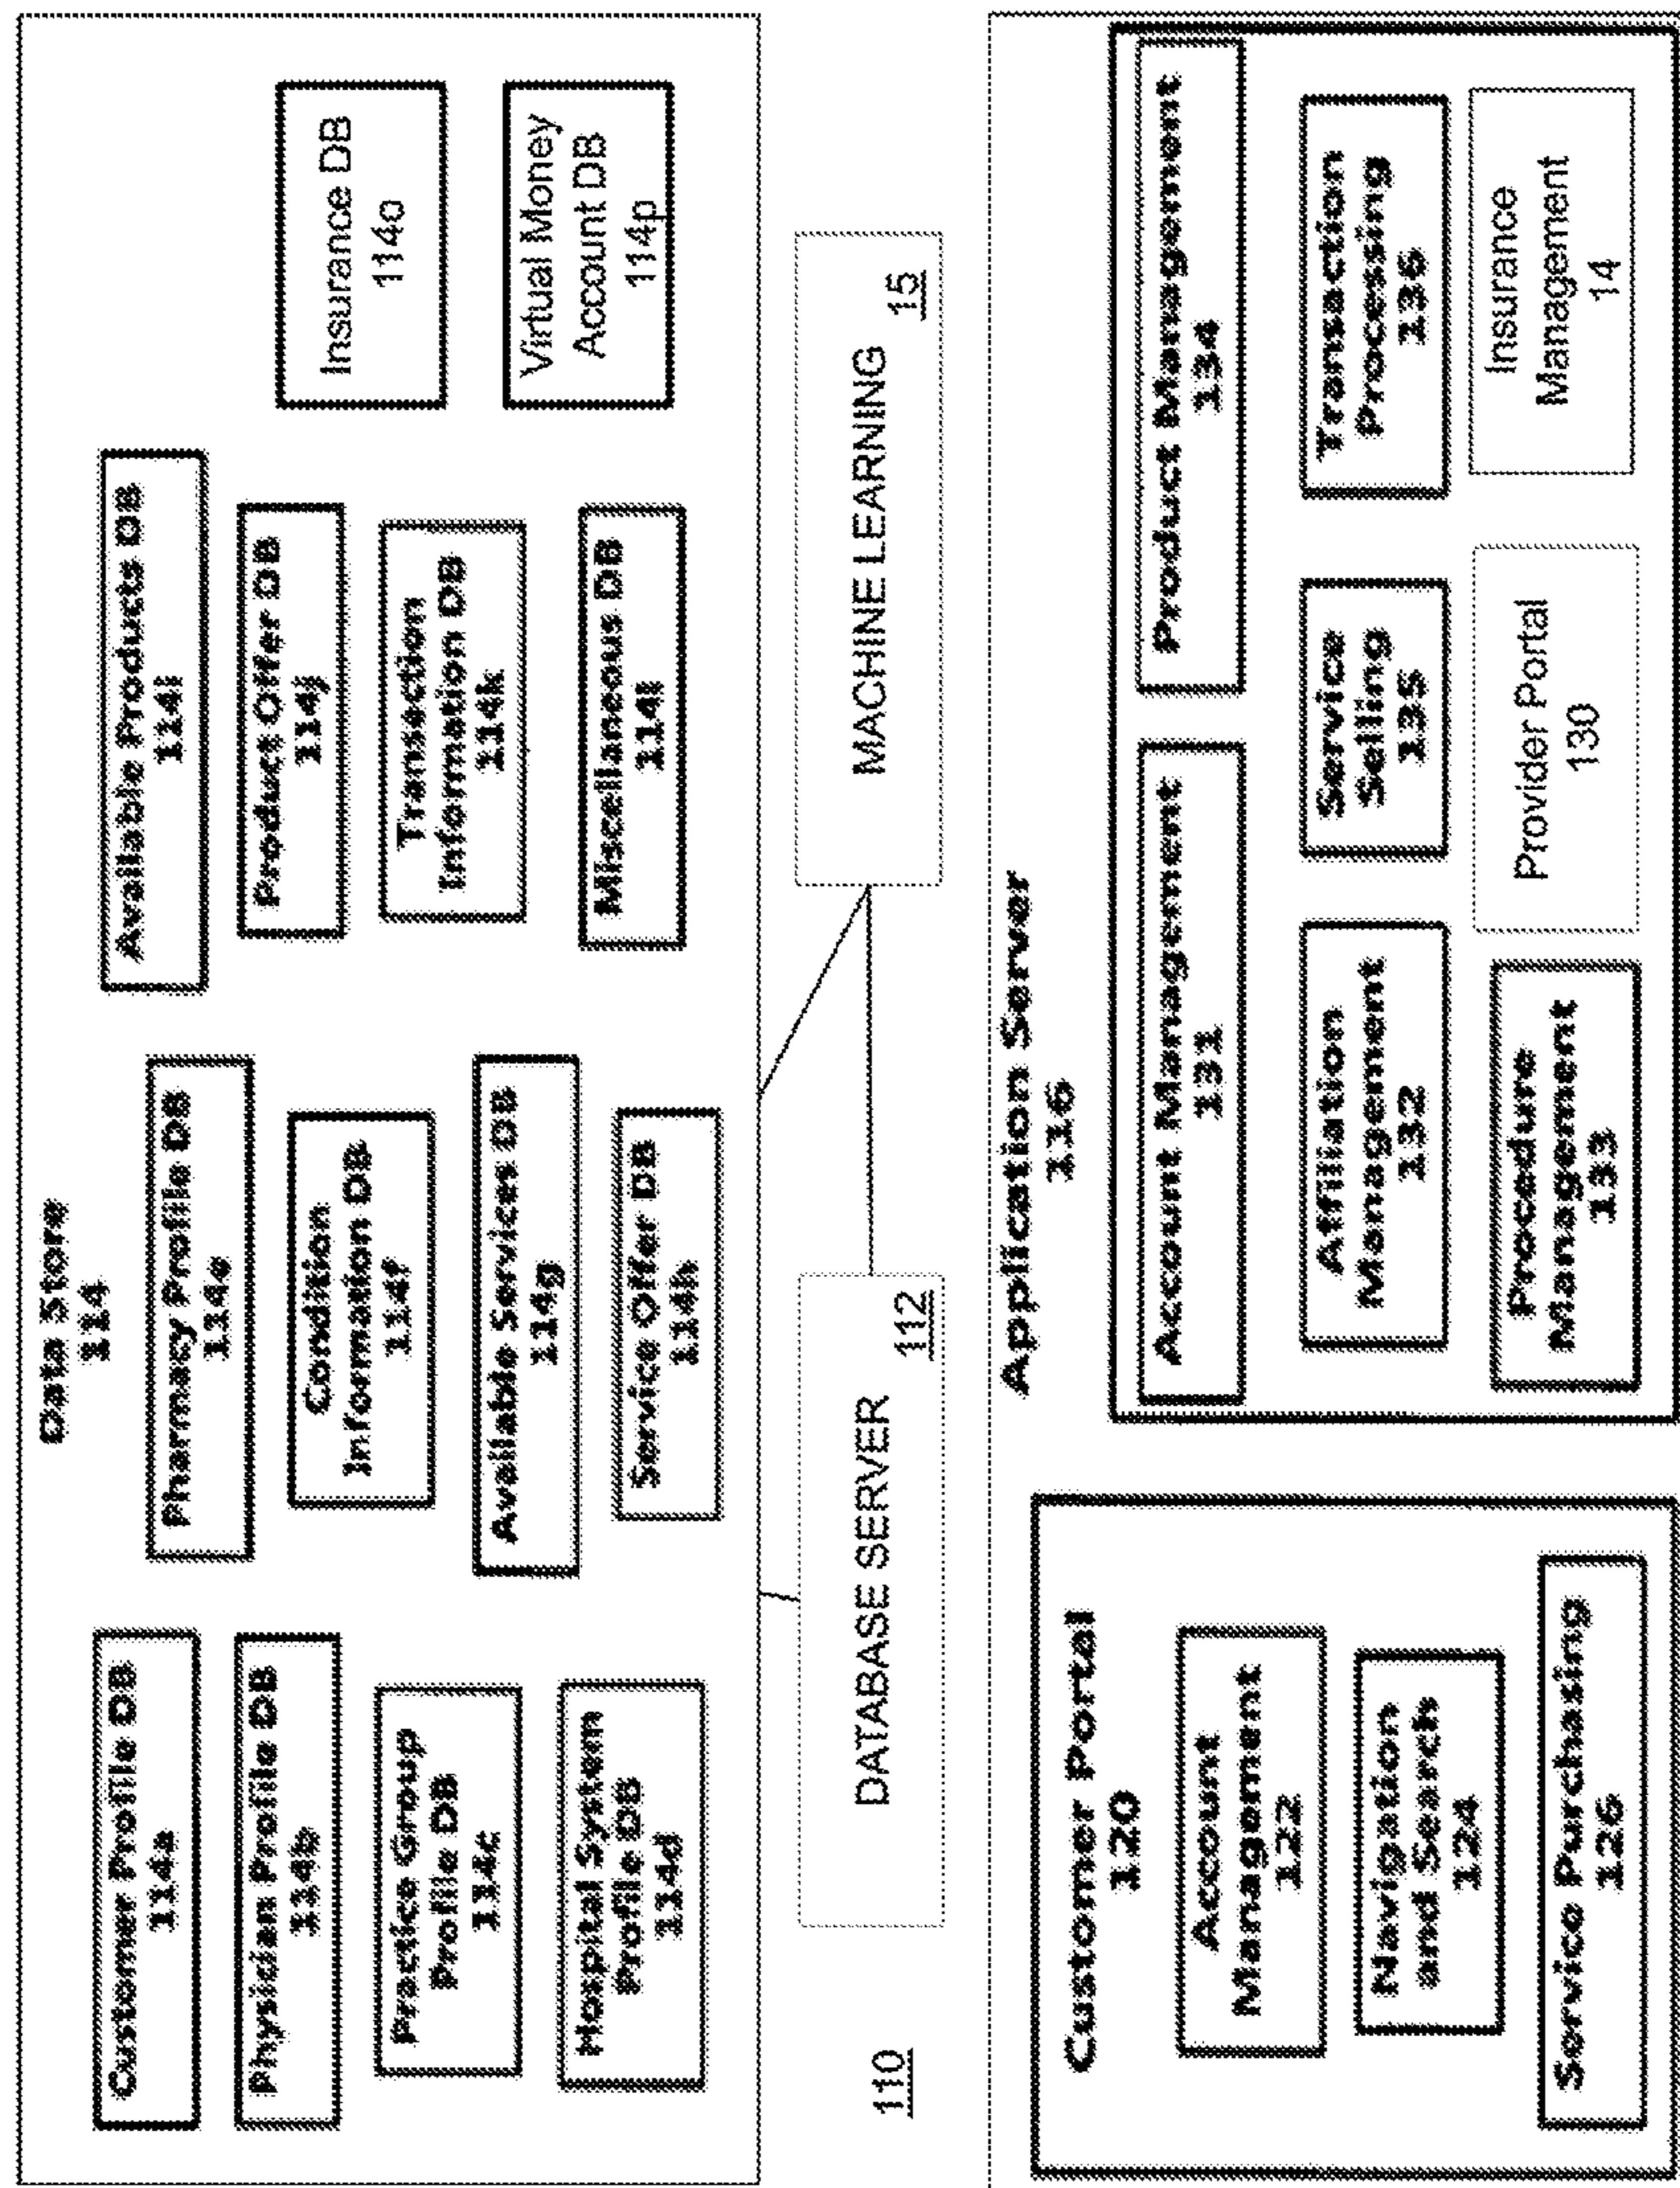 Data Store
114
Customer Profile DB
114a
Physician Profile DB
114b
Practice Group
Profile DB
114c
Hospital System
Profile DB
114d
Pharmacy Profile DB
114e
Condition
Information DB
114f
Available Services DB
114g
Service Offer DB
114h
Available Products DB
114i
Product Offer DB
114j
Transection
Information DB
114k
Miscellaneous DB
114l
Insurance DB
114o
Virtual Money
Account DB
114p
110
DATABASE SERVER
112
MACHINE LEARNING
15
Application Server
116
Customer Portal
120
Account
Management
122
Navigation
and Search
124
Service Purchasing
126
Account Management
131
Product Management
134
Affiliation
Management
132
Service
Selling
135
Transaction
Processing
136
Procedure
Management
133
Provider Portal
130
Insurance
Management
14